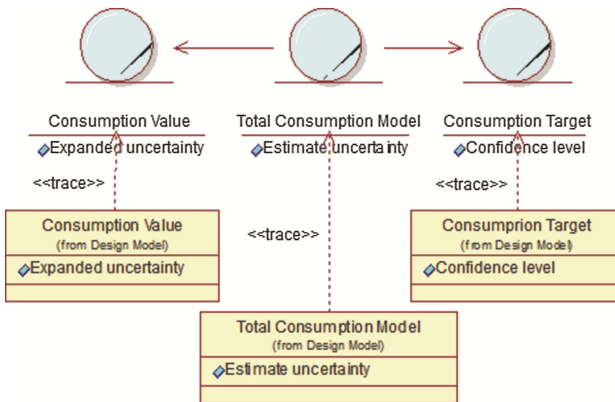 Consumption Value
Total Consumption Model
Consumption Target
Expanded uncertainty
Estimate uncertainty
Confidence level
<<trace>>
<<trace>>
<<trace>>
Consumption Value
(from Design Model)
Expanded uncertainty
Consumprion Target
(from Design Model)
Confidence level
Total Consumption Model
(from Design Model)
Estimate uncertainty